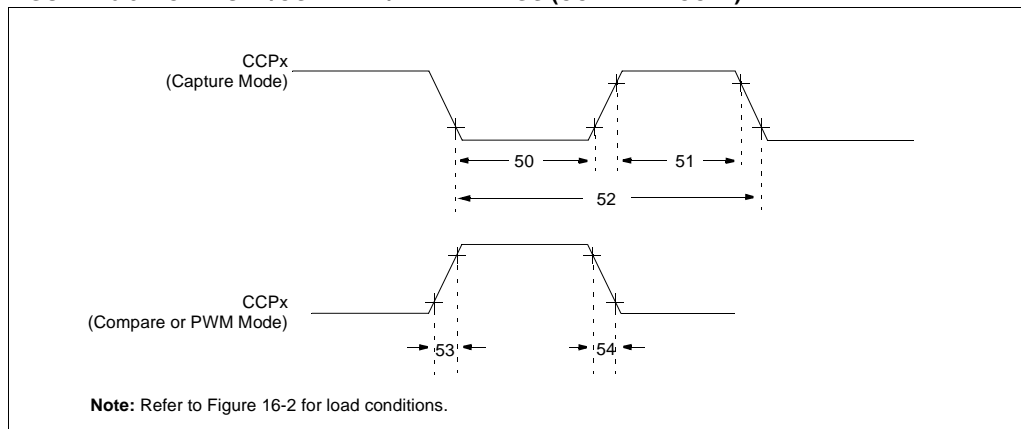 CCPx
(Capture Mode)
50
51
52
CCPx
(Compare or PWM Mode)
53
54
Note: Refer to Figure 16-2 for load conditions.